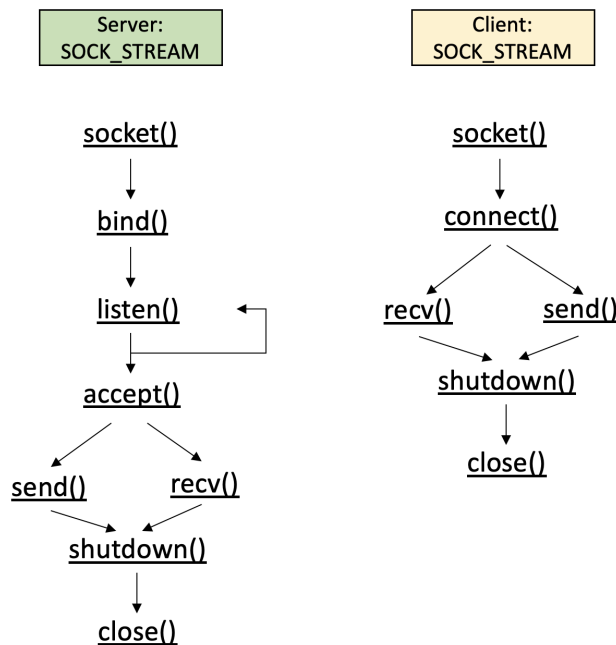 Server:
SOCK_STREAM
socket()
bind()
listen()
accept()
send()
recv()
shutdown()
close()
Client:
SOCK_STREAM
socket()
connect()
recv()
send()
shutdown()
close()